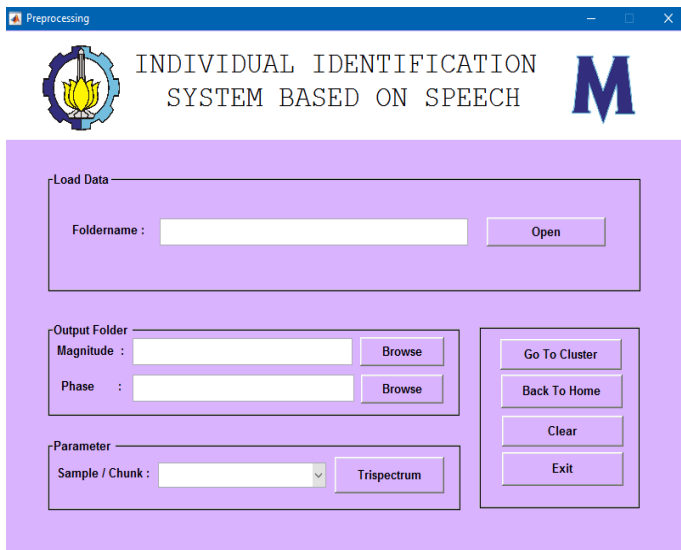 Preprocessing
INDIVIDUAL IDENTIFICATION
SYSTEM BASED ON SPEECH
M
Load Data
Foldername :
Open
Output Folder
Magnitude :
Browse
Phase :
Browse
Parameter
Sample / Chunk :
Trispectrum
Go To Cluster
Back To Home
Clear
Exit